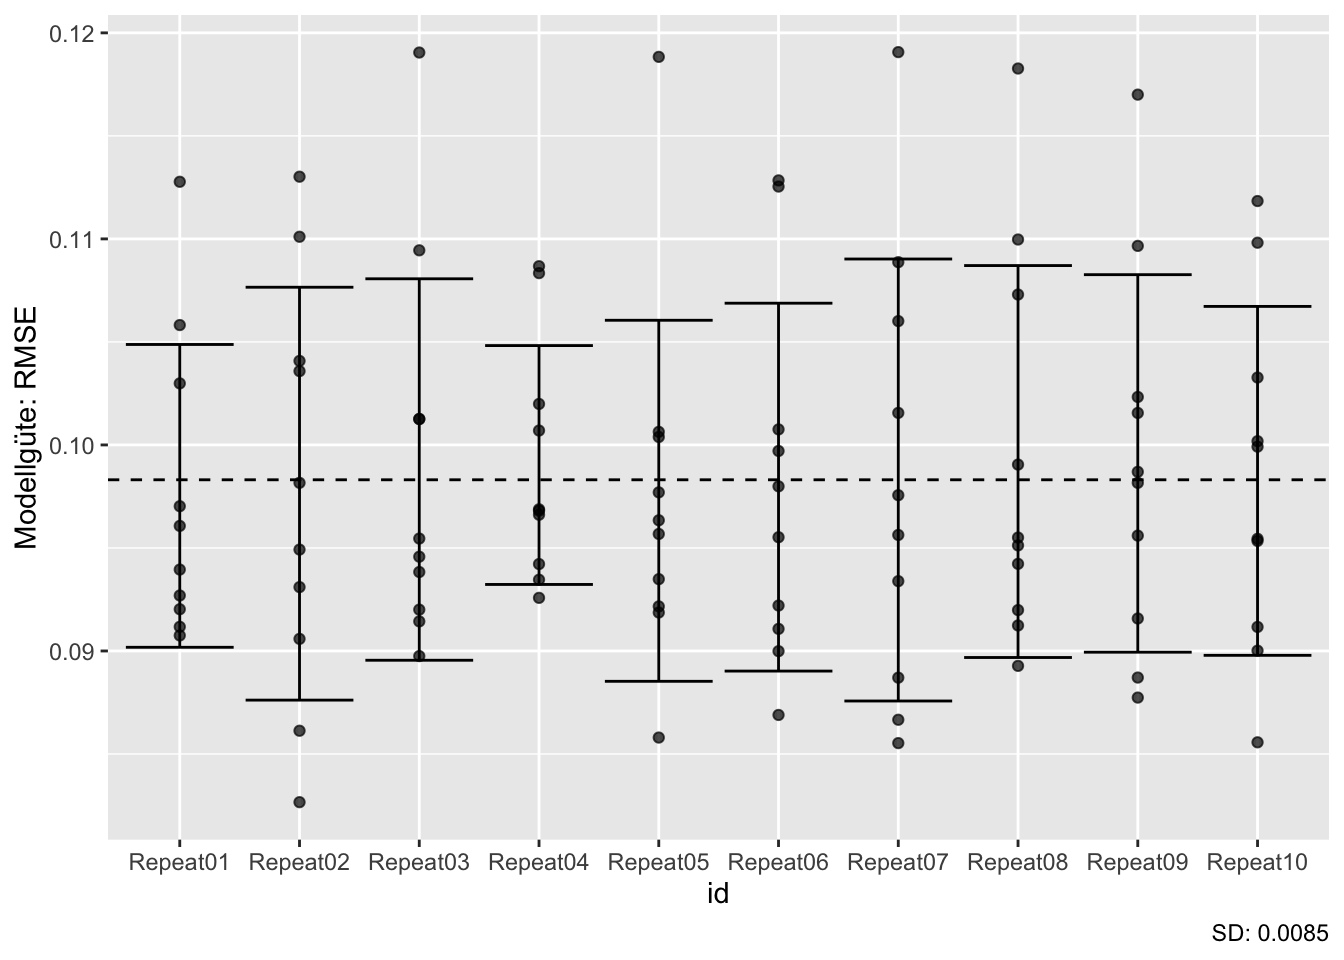 0.12
0.11
0.10
0.09
Modellgüte: RMSE
Repeat01 Repeat02 Repeat03 Repeat04 Repeat05 Repeat06 Repeat07 Repeat08 Repeat09 Repeat10
id
SD: 0.0085